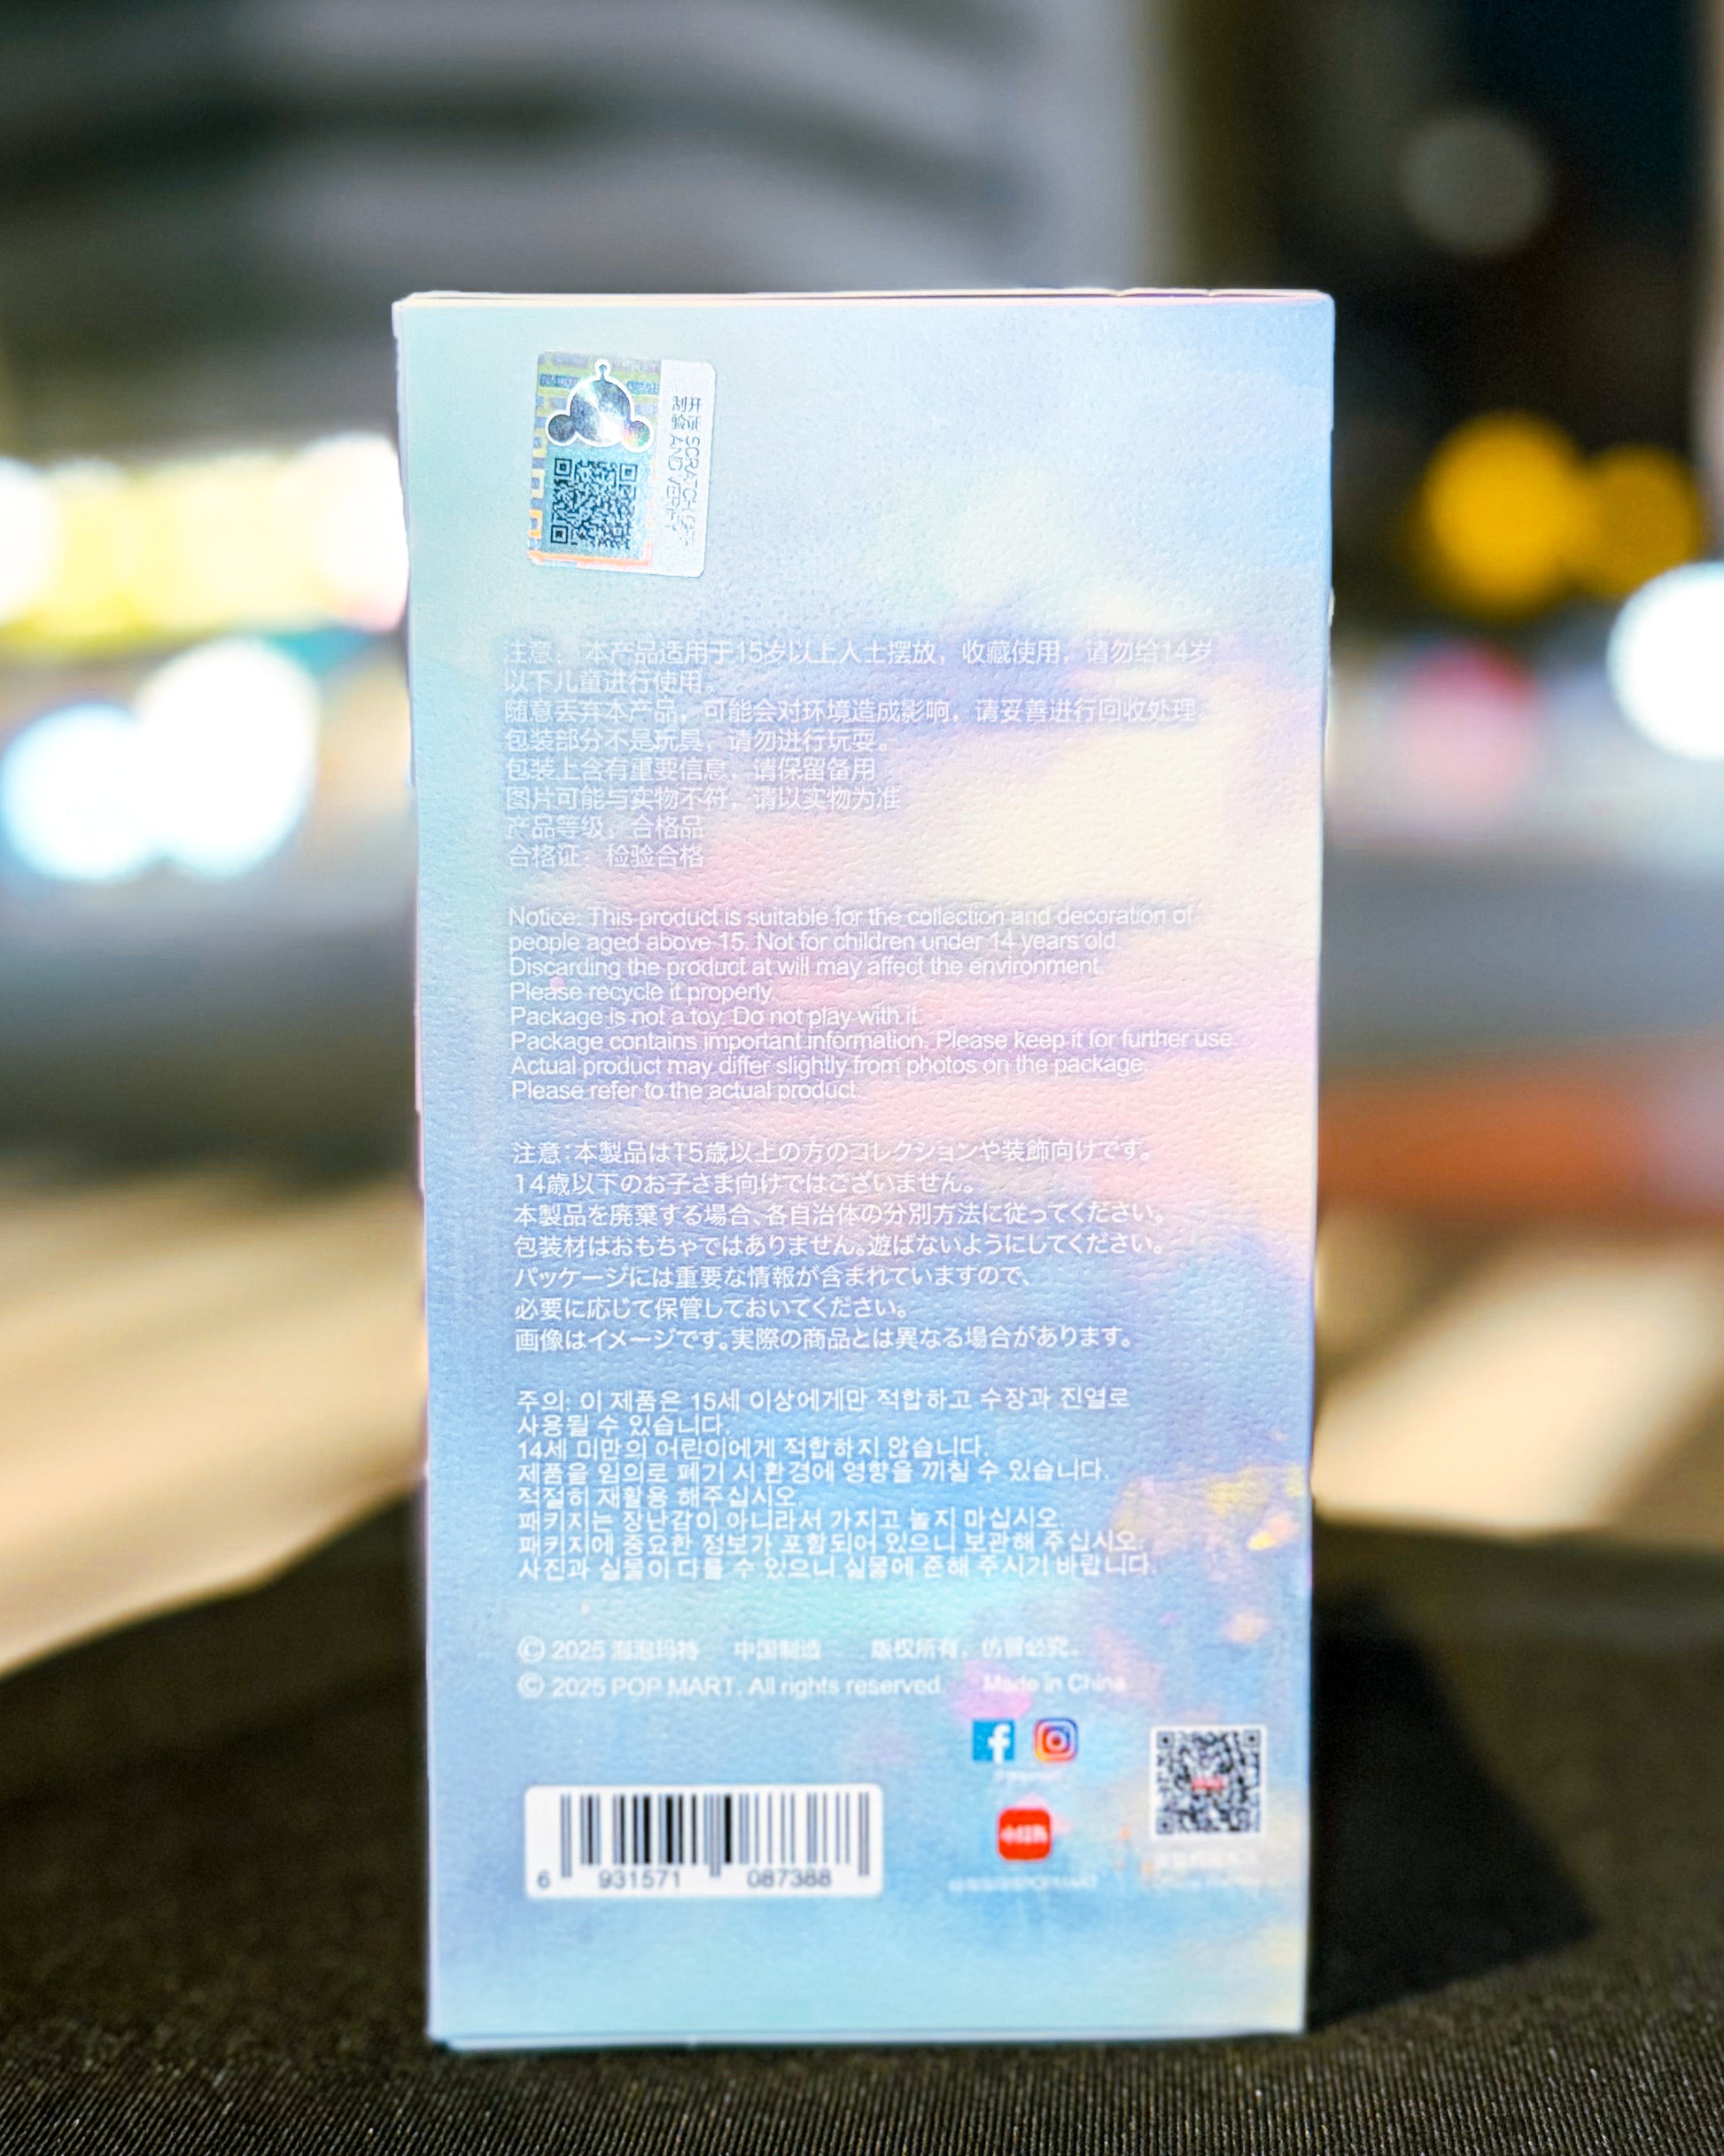 刮开
验证
SCRATCH OFF
AND VERIFY
注意：本产品适用于15岁以上人士摆放，收藏使用，请勿给14岁
以下儿童进行使用。
随意丢弃本产品，可能会对环境造成影响，请妥善进行回收处理
包装部分不是玩具，请勿进行玩耍。
包装上含有重要信息，请保留备用
图片可能与实物不符，请以实物为准
产品等级：合格品
合格证：检验合格
Notice: This product is suitable for the collection and decoration of
people aged above 15. Not for children under 14 years old.
Discarding the product at will may affect the environment.
Please recycle it properly.
Package is not a toy. Do not play with it.
Package contains important information. Please keep it for further use.
Actual product may differ slightly from photos on the package.
Please refer to the actual product.
注意：本製品は15歳以上の方のコレクションや装飾向けです。
14歳以下のお子さま向けではございません。
本製品を廃棄する場合、各自治体の分別方法に従ってください。
包装材はおもちゃではありません。遊ばないようにしてください。
パッケージには重要な情報が含まれていますので、
必要に応じて保管しておいてください。
画像はイメージです。実際の商品とは異なる場合があります。
주의: 이 제품은 15세 이상에게만 적합하고 수장과 진열로
사용될 수 있습니다.
14세 미만의 어린이에게 적합하지 않습니다.
제품을 임의로 폐기 시 환경에 영향을 끼칠 수 있습니다.
적절히 재활용 해주십시오.
패키지는 장난감이 아니라서 가지고 놀지 마십시오.
패키지에 중요한 정보가 포함되어 있으니 보관해 주십시오.
사진과 실물이 다를 수 있으니 실물에 준해 주시기 바랍니다.
© 2025 泡泡玛特 中国制造 版权所有，仿冒必究。
© 2025 POP MART. All rights reserved. Made in China
小红书
6 931571 087388